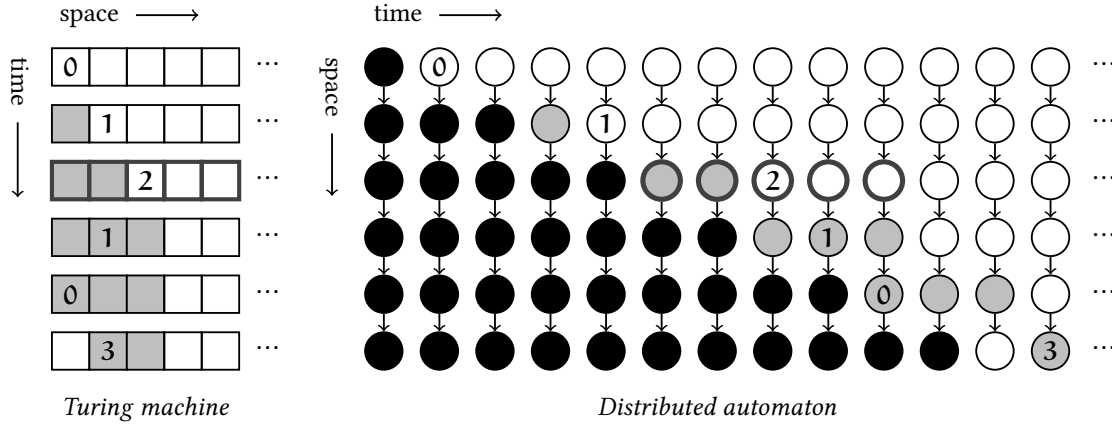 space time
time space
0 ··· 0 ···
1 ··· 1 ···
2 ··· 2 ···
1 ··· 1 ···
0 ··· 0 ···
3 ··· 3 ···
Turing machine Distributed automaton